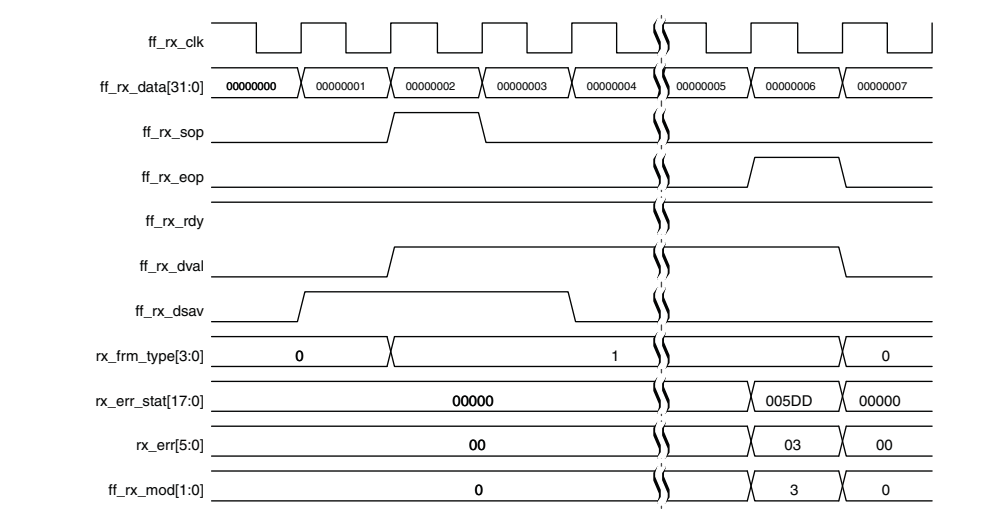 ff_rx_clk
ff_rx_data[31:0] 00000000 00000001 00000002 00000003 00000004 00000005 00000006 00000007
ff_rx_sop
ff_rx_eop
ff_rx_rdy
ff_rx_dval
ff_rx_dsav
rx_frm_type[3:0] 0 1 0
rx_err_stat[17:0] 00000 005DD 00000
rx_err[5:0] 00 03 00
ff_rx_mod[1:0] 0 3 0